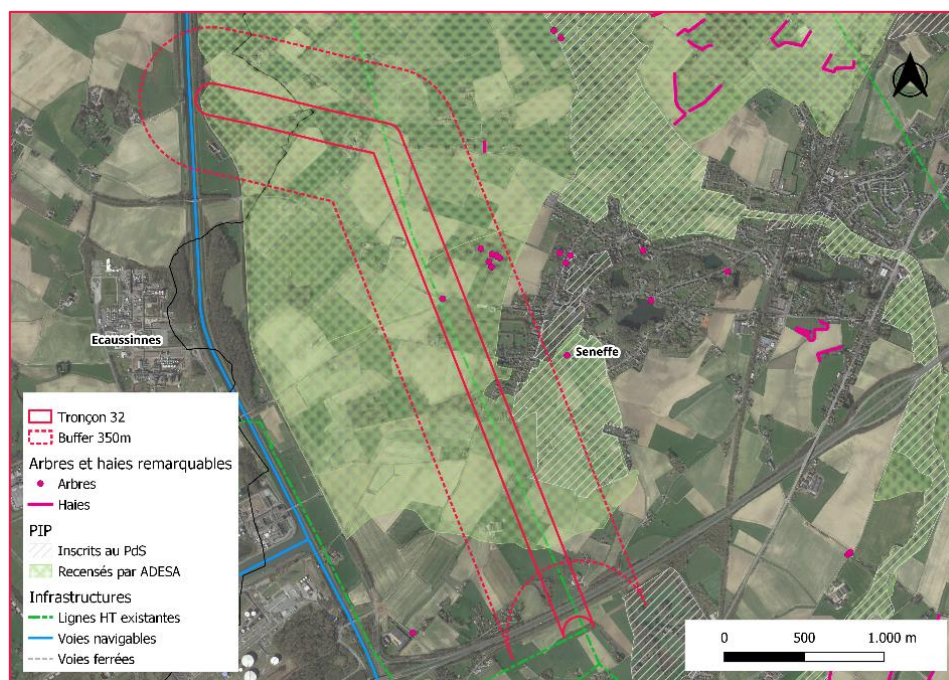 Ecaussinnes
Seneffe
Tronçon 32
Buffer 350m
Arbres et haies remarquables
Arbres
Haies
PIP
Inscrits au PdS
Recensés par ADESA
Infrastructures
Lignes HT existantes
Voies navigables
Voies ferrées
0 500 1.000 m